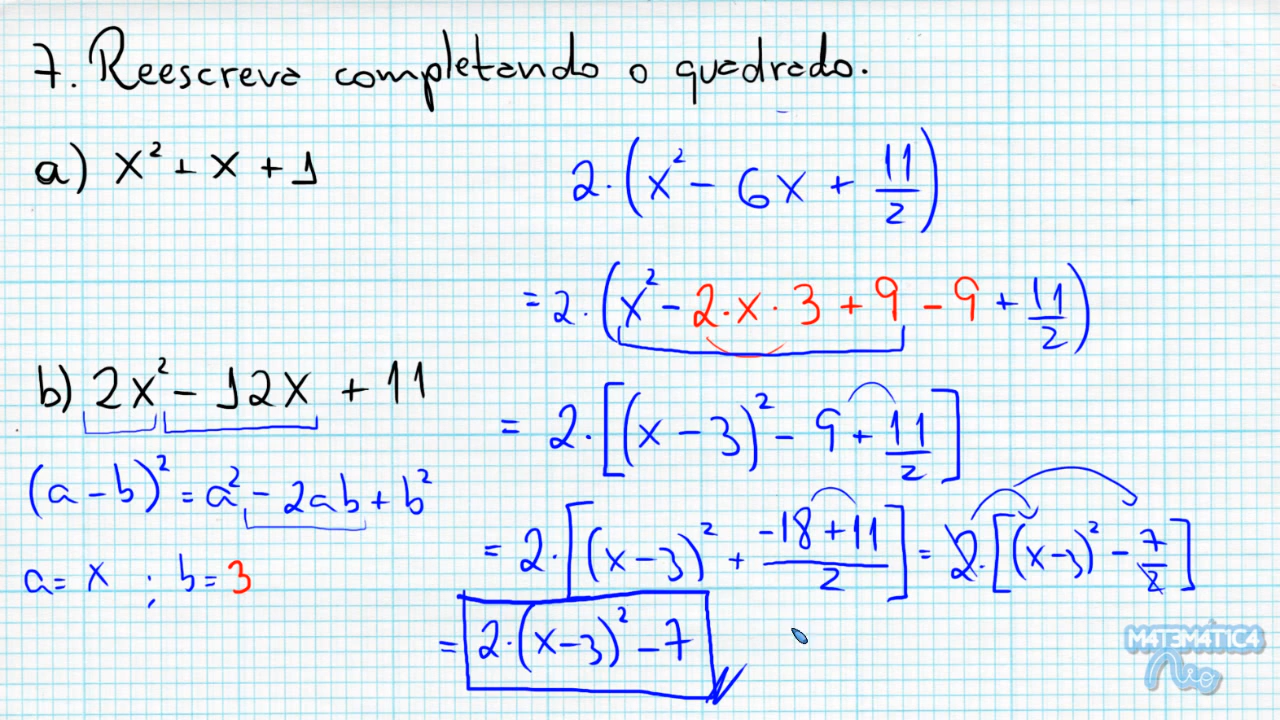 7. Reescreva completando o quadrado.
a) x² + x + 1
b) 2x² - 12x + 11
(a - b)² = a² - 2ab + b²
a = x ; b = 3
2·(x² - 6x + 11/2)
= 2·(x² - 2·x·3 + 9 - 9 + 11/2)
= 2·[(x - 3)² - 9 + 11/2]
= 2·[(x - 3)² + (-18 + 11)/2] = 2·[(x - 3)² - 7/2]
= 2·(x - 3)² - 7
MATEMÁTICA
Rio